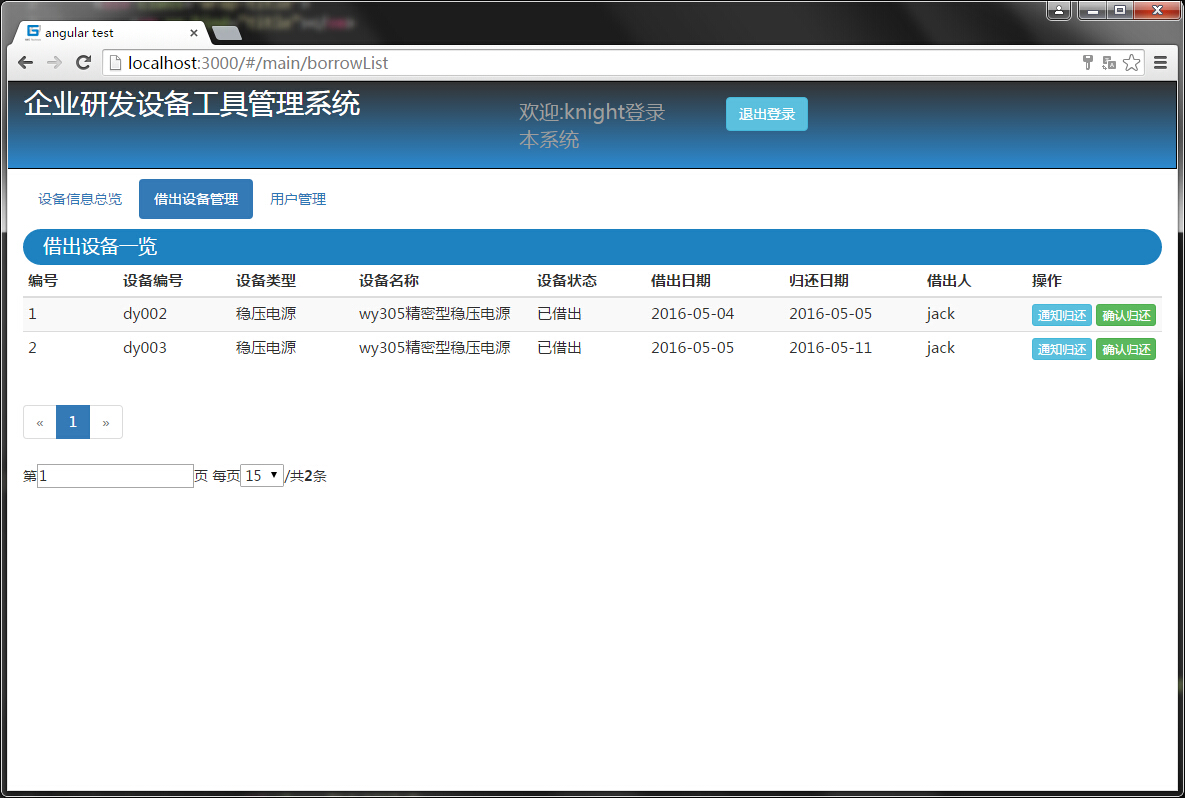 angular test
localhost:3000/#/main/borrowList
企业研发设备工具管理系统
欢迎:knight登录
本系统
退出登录
设备信息总览 借出设备管理 用户管理
借出设备一览
编号 设备编号 设备类型 设备名称 设备状态 借出日期 归还日期 借出人 操作
1 dy002 稳压电源 wy305精密型稳压电源 已借出 2016-05-04 2016-05-05 jack 通知归还 确认归还
2 dy003 稳压电源 wy305精密型稳压电源 已借出 2016-05-05 2016-05-11 jack 通知归还 确认归还
« 1 »
第1页 每页15/共2条